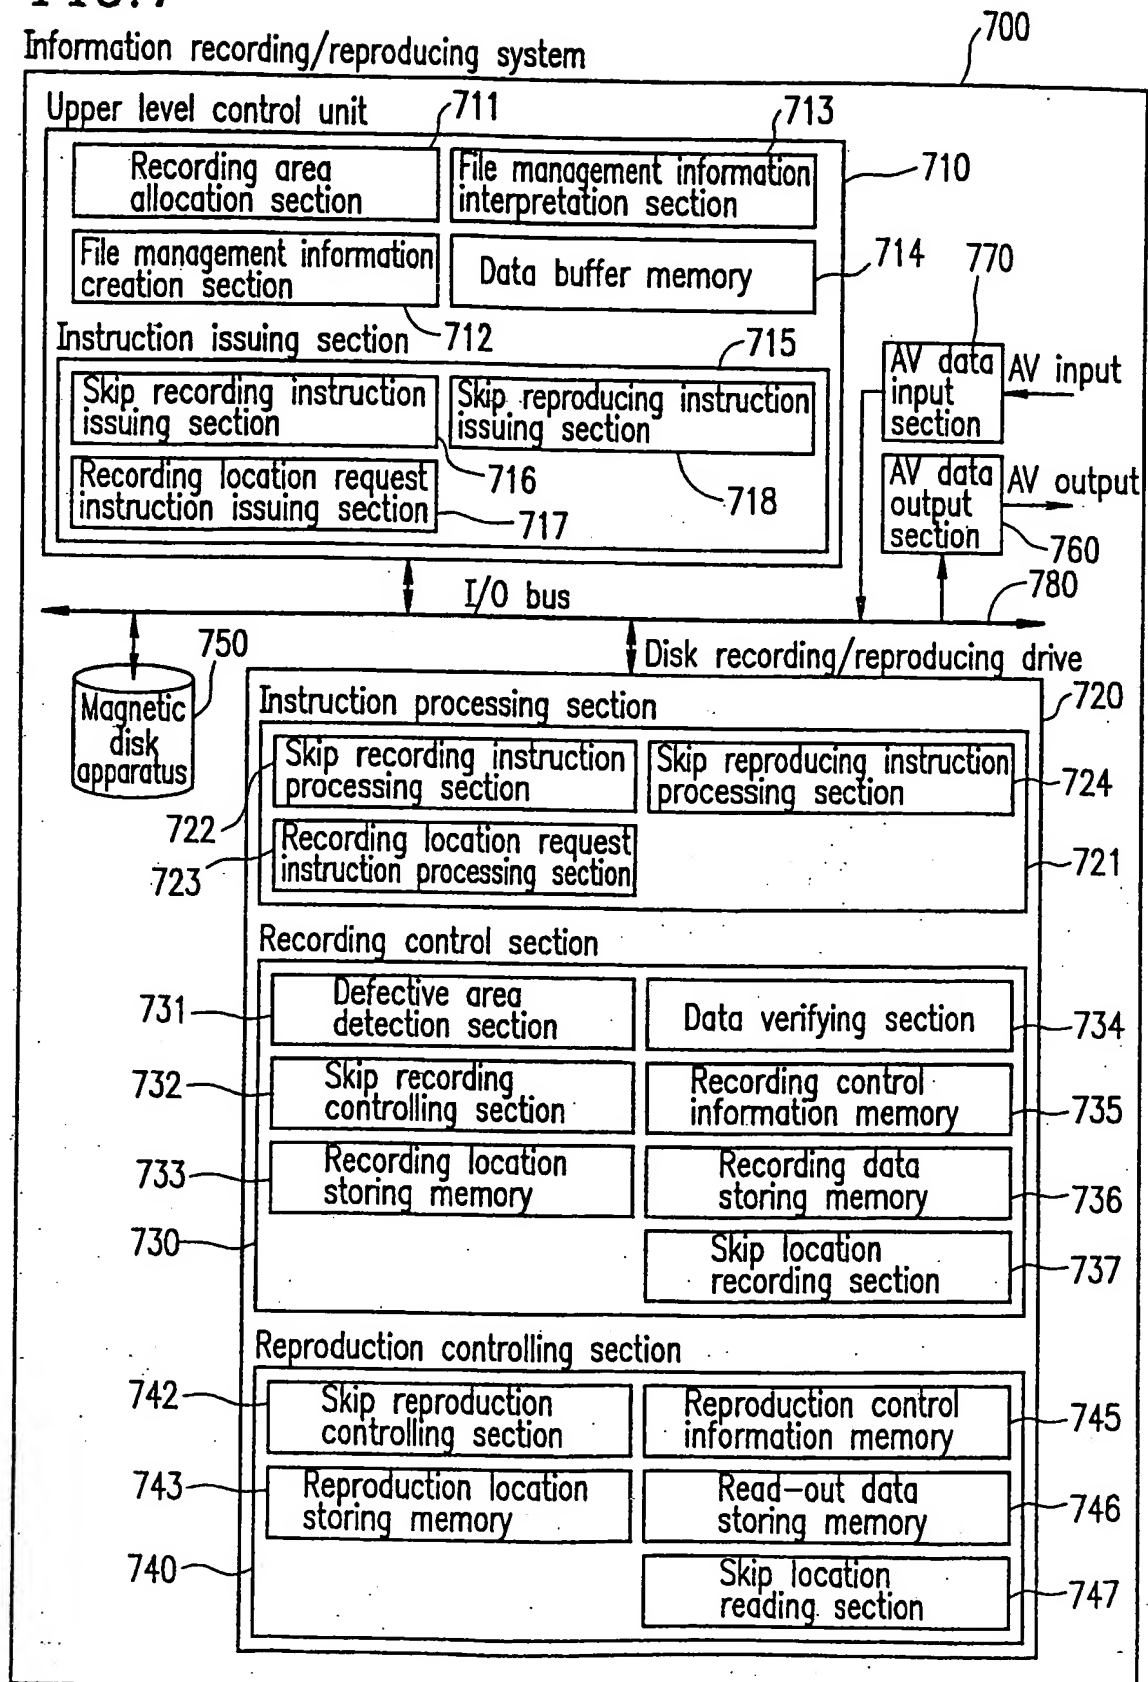 FIG.7
Information recording/reproducing system
700
Upper level control unit
711
713
Recording area
allocation section
File management information
interpretation section
710
File management information
creation section
Data buffer memory
714
770
712
Instruction issuing section
715
AV data
input
section
AV input
Skip recording instruction
issuing section
Skip reproducing instruction
issuing section
716
718
Recording location request
instruction issuing section
717
AV data
output
section
AV output
760
I/O bus
780
750
Disk recording/reproducing drive
Magnetic
disk
apparatus
720
Instruction processing section
Skip recording instruction
processing section
Skip reproducing instruction
processing section
724
722
Recording location request
instruction processing section
723
721
Recording control section
731
Defective area
detection section
Data verifying section
734
732
Skip recording
controlling section
Recording control
information memory
735
733
Recording location
storing memory
Recording data
storing memory
736
730
Skip location
recording section
737
Reproduction controlling section
742
Skip reproduction
controlling section
Reproduction control
information memory
745
743
Reproduction location
storing memory
Read-out data
storing memory
746
740
Skip location
reading section
747